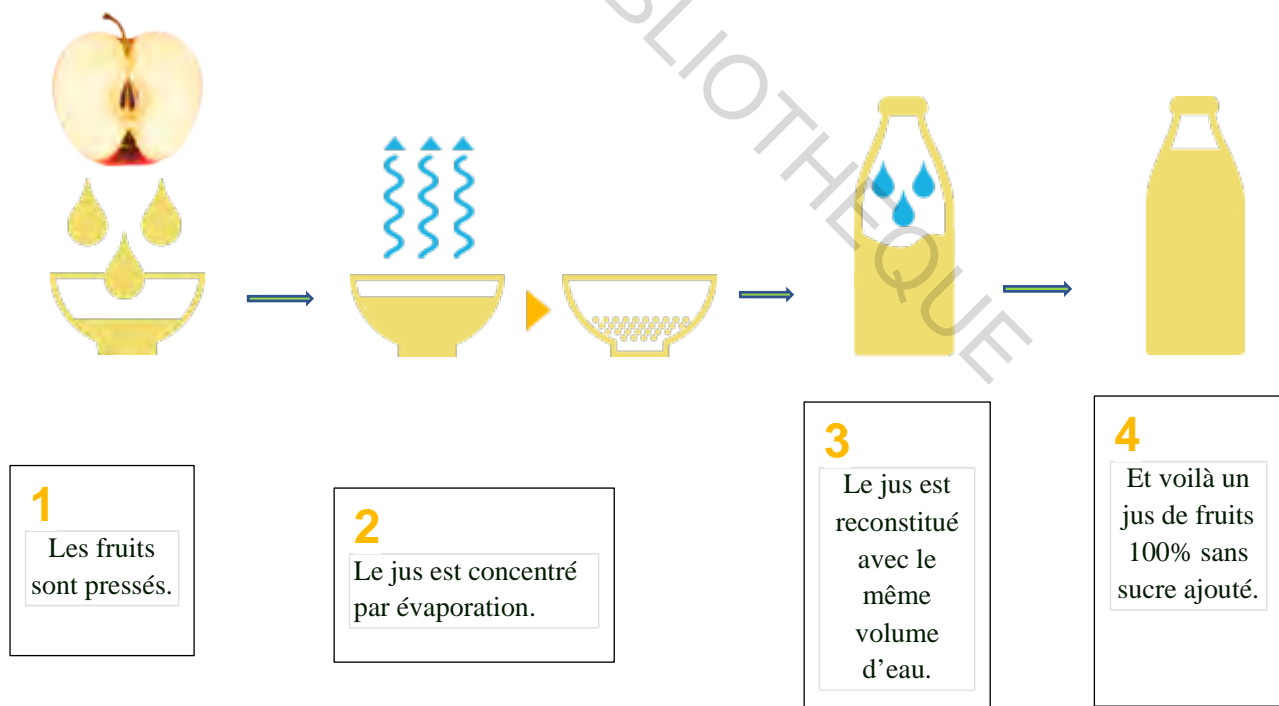 BLIOTHEQUE
1
Les fruits
sont pressés.
2
Le jus est concentré
par évaporation.
3
Le jus est
reconstitué
avec le
même
volume
d’eau.
4
Et voilà un
jus de fruits
100% sans
sucre ajouté.